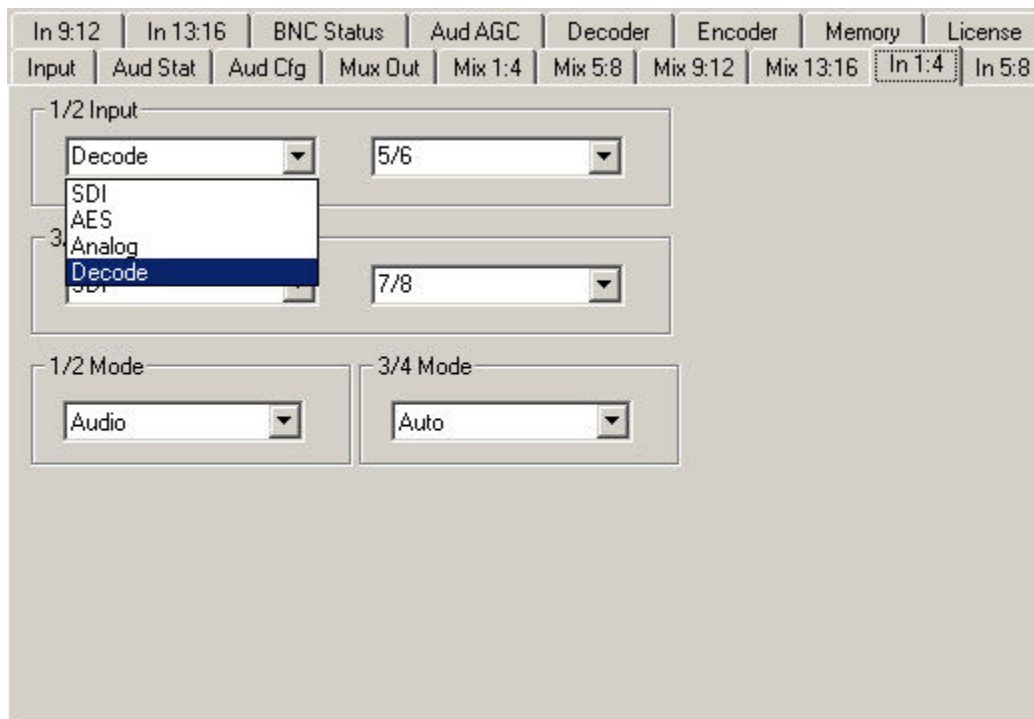 In 9:12 In 13:16 BNC Status Aud AGC Decoder Encoder Memory License
Input Aud Stat Aud Cfg Mux Out Mix 1:4 Mix 5:8 Mix 9:12 Mix 13:16 In 1:4 In 5:8
1/2 Input
Decode 5/6
SDI
AES
3/
Analog
Decode
SDI 7/8
1/2 Mode 3/4 Mode
Audio Auto